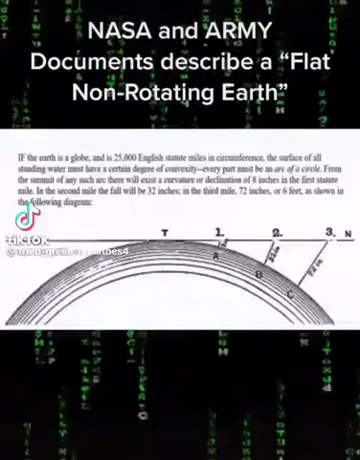 NASA and ARMY
Documents describe a “Flat
Non-Rotating Earth”
IF the earth is a globe, and is 25,000 English statute miles in circumference, the surface of all
standing water must have a certain degree of convexity--every part must be an arc of a circle. From
the summit of any such arc there will exist a curvature or declination of 8 inches in the first statute
mile. In the second mile the fall will be 32 inches; in the third mile, 72 inches, or 6 feet, as shown in
the following diagram:
T 1. 2. 3. N
A
B
C
72 in
TikTok